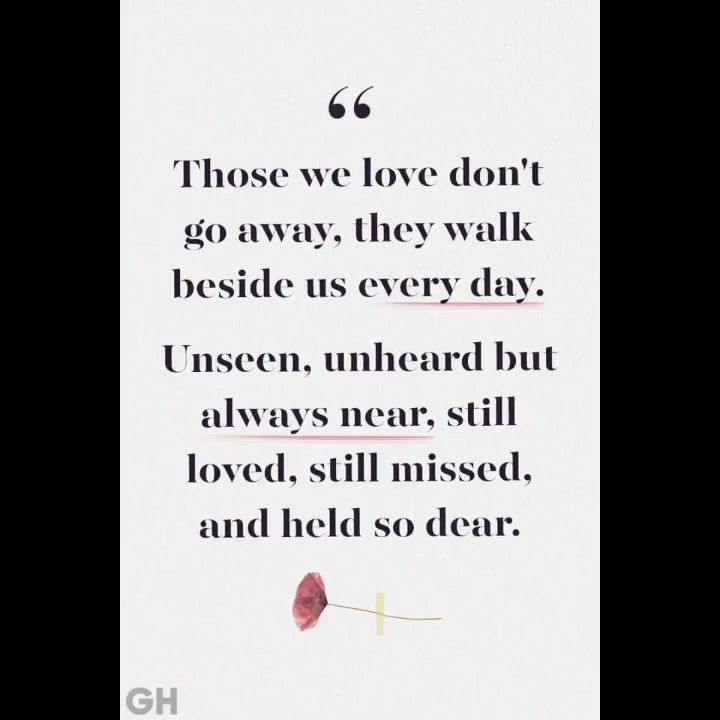 “
Those we love don't
go away, they walk
beside us every day.
Unseen, unheard but
always near, still
loved, still missed,
and held so dear.
GH